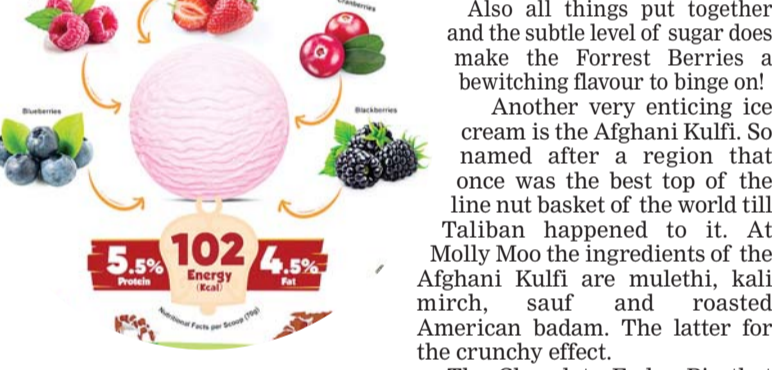 Cranberries
Blueberries
Blackberries
5.5%
Protein
102
Energy
(Kcal)
4.5%
Fat
Nutritional Facts per Scoop (70g)
Also all things put together
and the subtle level of sugar does
make the Forrest Berries a
bewitching flavour to binge on!
Another very enticing ice
cream is the Afghani Kulfi. So
named after a region that
once was the best top of the
line nut basket of the world till
Taliban happened to it. At
Molly Moo the ingredients of the
Afghani Kulfi are mulethi, kali
mirch, sauf and roasted
American badam. The latter for
the crunchy effect.